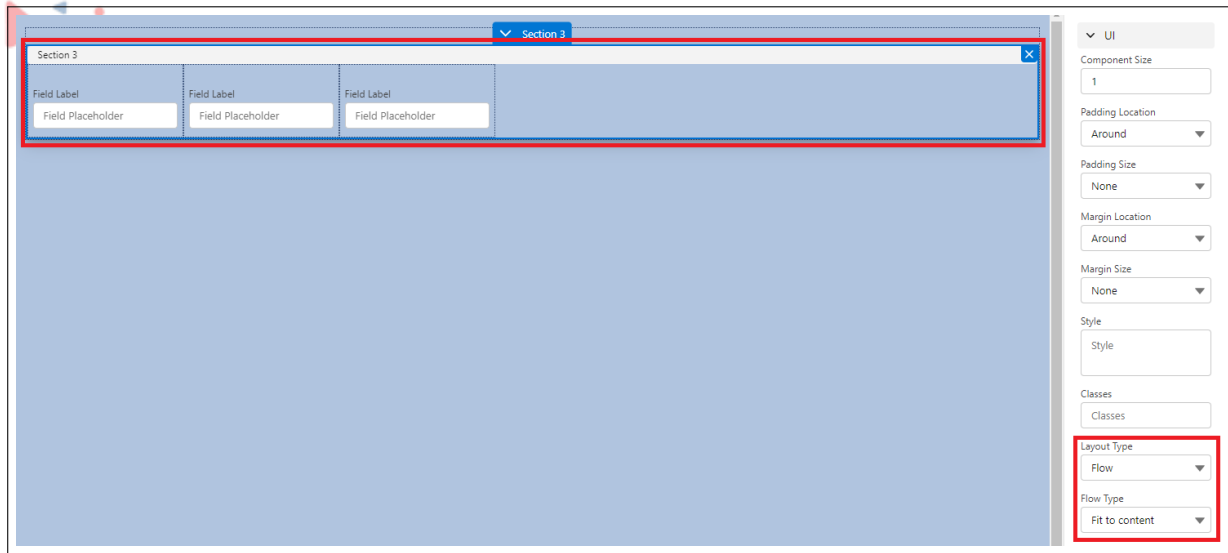 Section 3
Section 3
Field Label Field Label Field Label
Field Placeholder Field Placeholder Field Placeholder
UI
Component Size
1
Padding Location
Around
Padding Size
None
Margin Location
Around
Margin Size
None
Style
Style
Classes
Classes
Layout Type
Flow
Flow Type
Fit to content